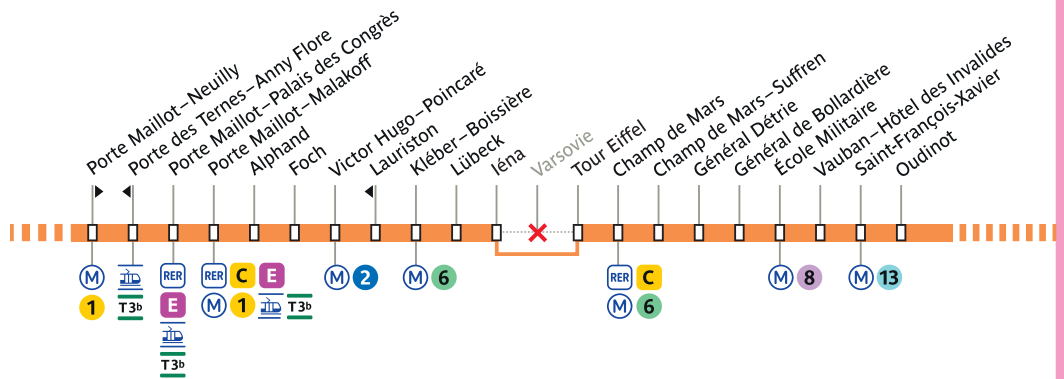 Porte Maillot – Neuilly
Porte des Ternes – Anny Flore
Porte Maillot – Palais des Congrès
Porte Maillot – Malakoff
Alphand
Foch
Victor Hugo – Poincaré
Lauriston
Kléber – Boissière
Lübeck
Iéna
Varsovie
Tour Eiffel
Champ de Mars
Champ de Mars – Suffren
Général Détrie
Général de Bollardière
École Militaire
Vauban – Hôtel des Invalides
Saint-François-Xavier
Oudinot
M
1
T3b
RER
E
T3b
RER C E
M 1 T3b
M 2
M 6
RER C
M 6
M 8
M 13